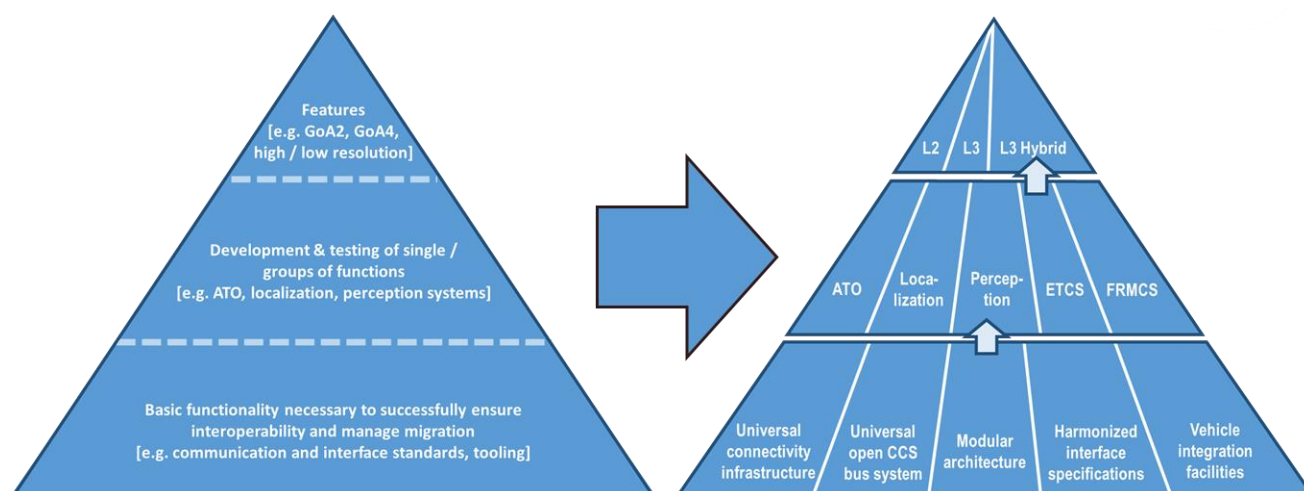 Features
[e.g. GoA2, GoA4,
high / low resolution]
Development & testing of single /
groups of functions
[e.g. ATO, localization, perception systems]
Basic functionality necessary to successfully ensure
interoperability and manage migration
[e.g. communication and interface standards, tooling]
L2
L3
L3 Hybrid
ATO
Loca-
lization
Percep-
tion
ETCS
FRMCS
Universal
connectivity
infrastructure
Universal
open CCS
bus system
Modular
architecture
Harmonized
interface
specifications
Vehicle
integration
facilities